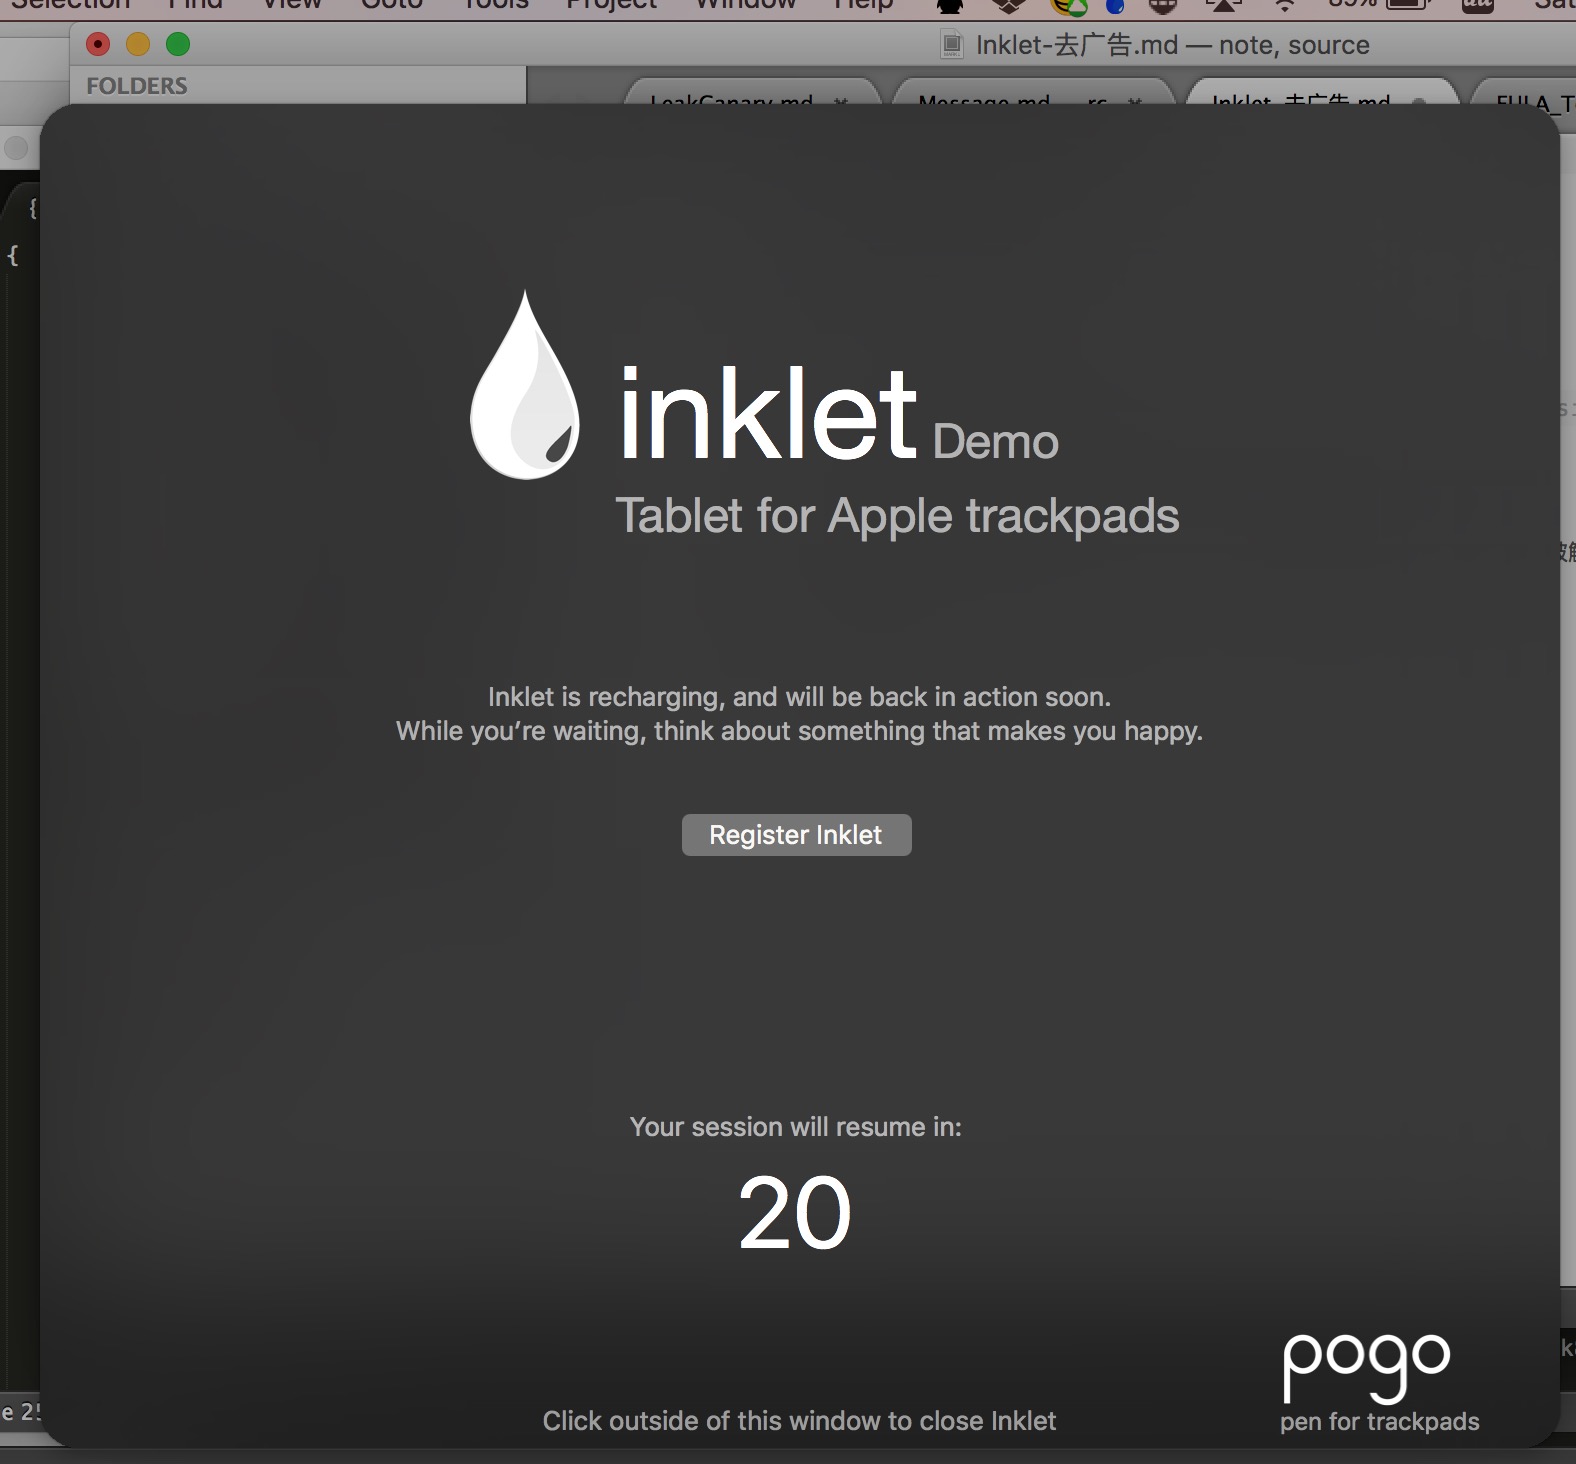 Selection Find View Goto Tools Project Window Help 89% Sat
Inklet-去广告.md — note, source
FOLDERS
LeakCanary.md Message.md Inklet-去广告.md EULA_T
{
{
inklet Demo
Tablet for Apple trackpads
Inklet is recharging, and will be back in action soon.
While you’re waiting, think about something that makes you happy.
Register Inklet
Your session will resume in:
20
pogo
pen for trackpads
Click outside of this window to close Inklet